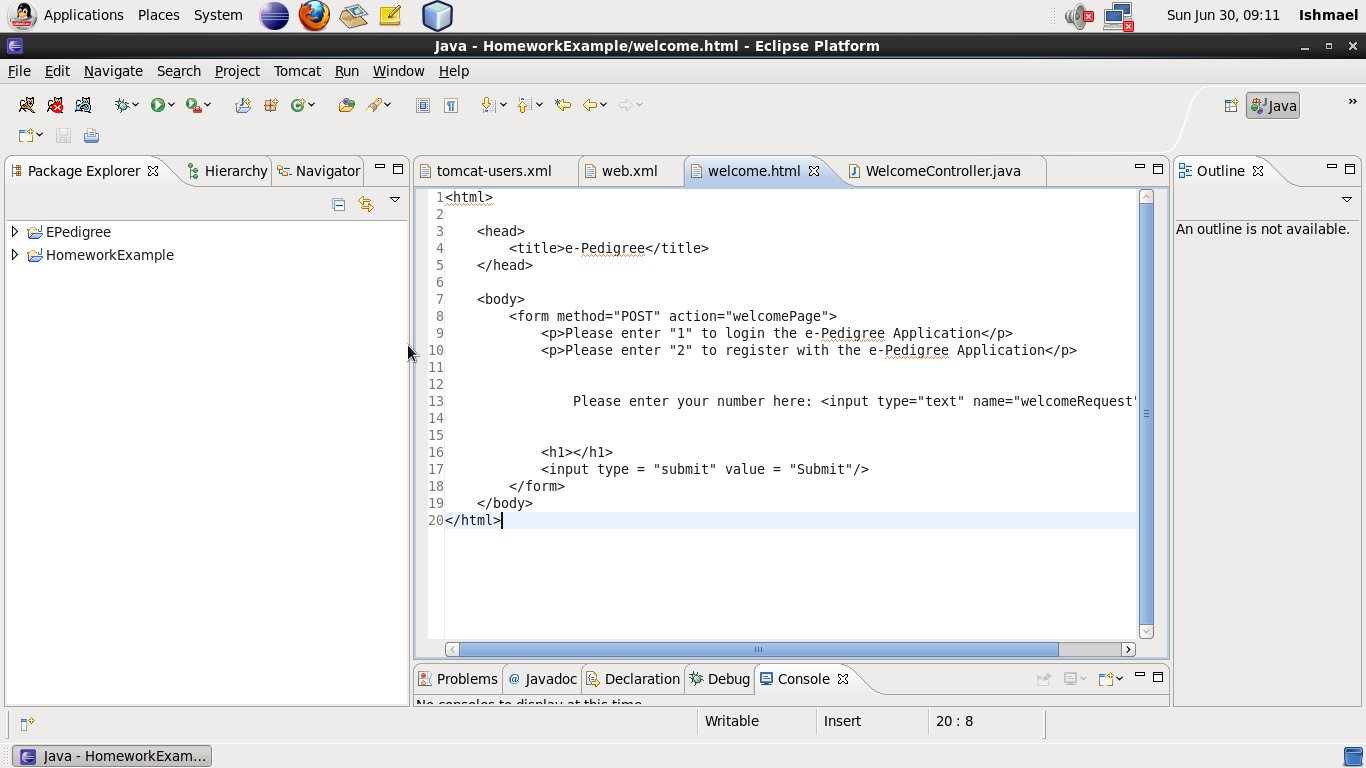 Applications Places System Sun Jun 30, 09:11 Ishmael
Java - HomeworkExample/welcome.html - Eclipse Platform
File Edit Navigate Search Project Tomcat Run Window Help
Java »
Package Explorer Hierarchy Navigator tomcat-users.xml web.xml welcome.html WelcomeController.java Outline
EPedigree
HomeworkExample
1<html>
2
3    <head>
4        <title>e-Pedigree</title>
5    </head>
6
7    <body>
8        <form method="POST" action="welcomePage">
9            <p>Please enter "1" to login the e-Pedigree Application</p>
10            <p>Please enter "2" to register with the e-Pedigree Application</p>
11
12
13                Please enter your number here: <input type="text" name="welcomeRequest"
14
15
16            <h1></h1>
17            <input type = "submit" value = "Submit"/>
18        </form>
19    </body>
20</html>
An outline is not available.
Problems @ Javadoc Declaration Debug Console
No consoles to display at this time.
Writable Insert 20 : 8
Java - HomeworkExam...